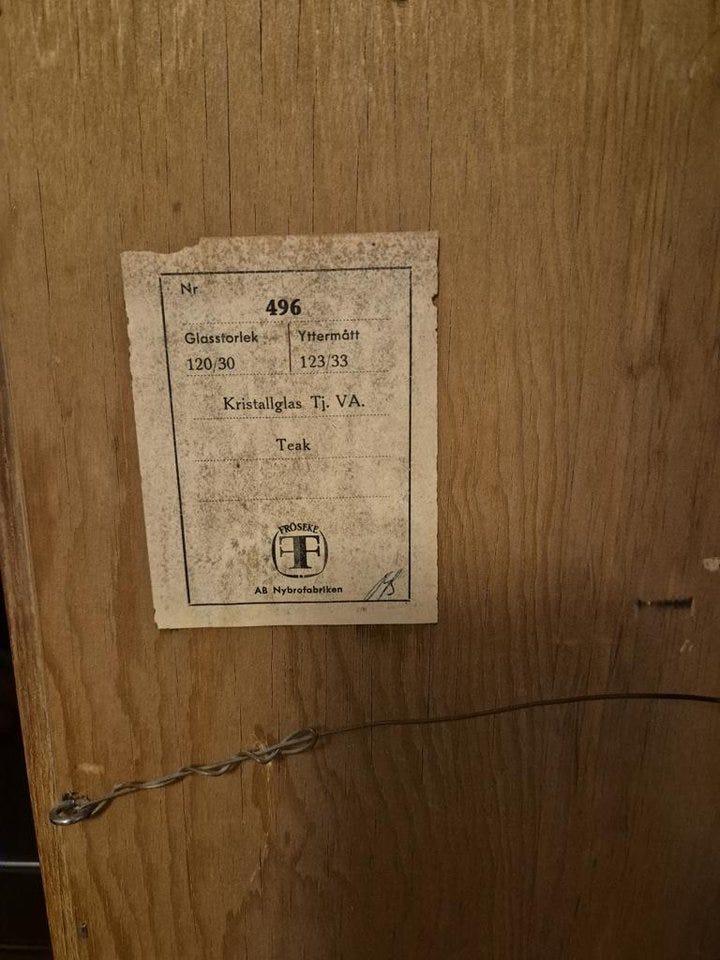 Nr
496
Glasstorlek Yttermått
120/30 123/33
Kristallglas Tj. VA.
Teak
FRÖSEKE
F
AB Nybrofabriken